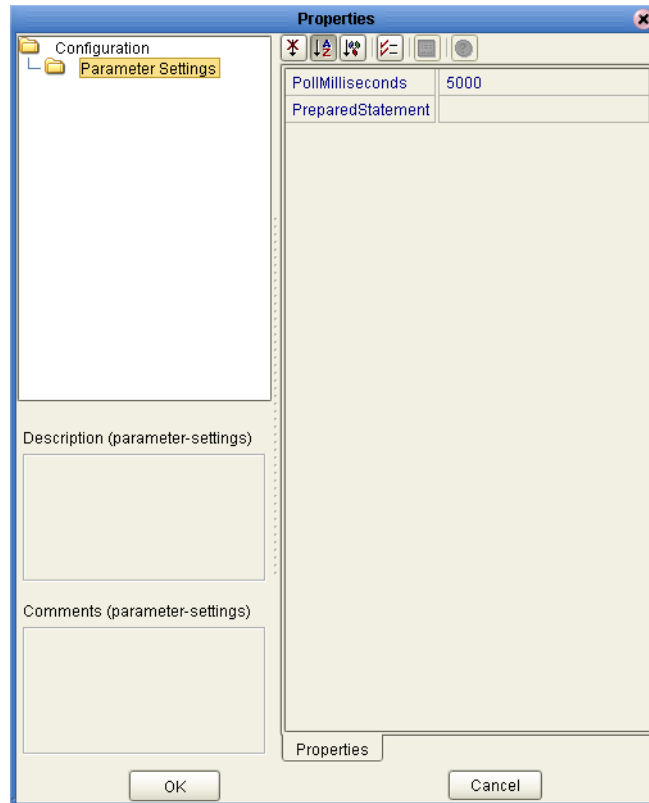 Properties
Configuration
Parameter Settings
PollMilliseconds 5000
PreparedStatement
Description (parameter-settings)
Comments (parameter-settings)
Properties
OK Cancel